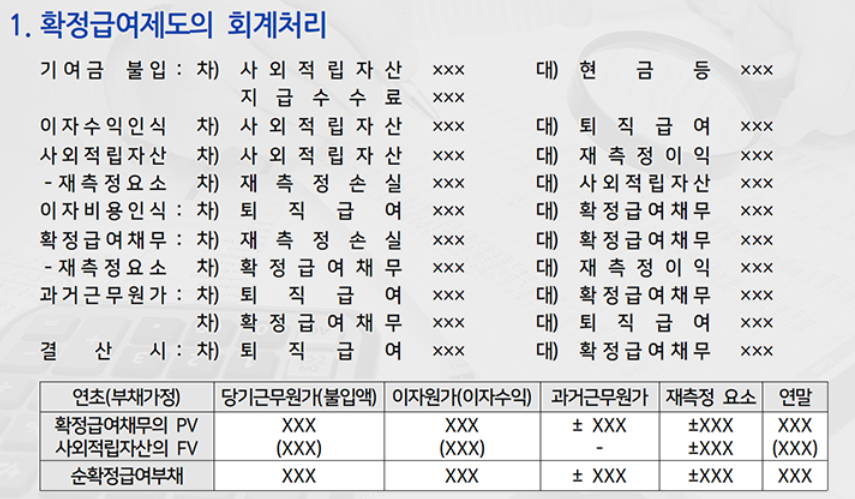 1. 확정급여제도의 회계처리
기여금 불입 : 차) 사외적립자산 ××× 대) 현금등 ×××
지급수수료 ×××
이자수익인식 차) 사외적립자산 ××× 대) 퇴직급여 ×××
사외적립자산 차) 사외적립자산 ××× 대) 재측정이익 ×××
- 재측정요소 차) 재측정손실 ××× 대) 사외적립자산 ×××
이자비용인식 : 차) 퇴직급여 ××× 대) 확정급여채무 ×××
확정급여채무 : 차) 재측정손실 ××× 대) 확정급여채무 ×××
- 재측정요소 차) 확정급여채무 ××× 대) 재측정이익 ×××
과거근무원가 : 차) 퇴직급여 ××× 대) 확정급여채무 ×××
차) 확정급여채무 ××× 대) 퇴직급여 ×××
결산시 : 차) 퇴직급여 ××× 대) 확정급여채무 ×××
연초(부채가정) 당기근무원가(불입액) 이자원가(이자수익) 과거근무원가 재측정 요소 연말
확정급여채무의 PV XXX XXX ± XXX ±XXX XXX
사외적립자산의 FV (XXX) (XXX) - ±XXX (XXX)
순확정급여부채 XXX XXX ± XXX ±XXX XXX